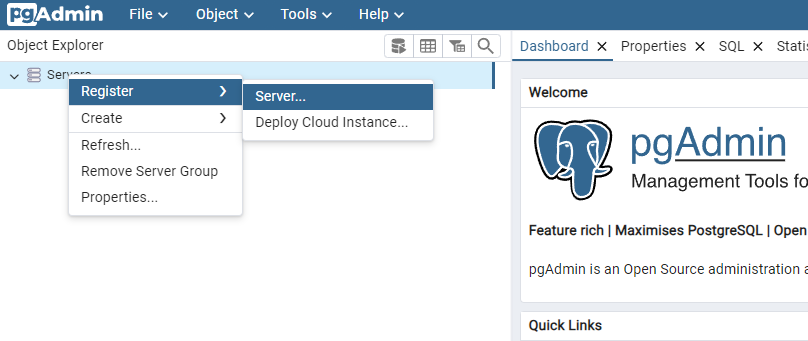 pgAdmin File Object Tools Help
Object Explorer
Dashboard Properties SQL
Servers
Register
Server...
Create
Deploy Cloud Instance...
Refresh...
Remove Server Group
Properties...
Welcome
pgAdmin
Management Tools fo
Feature rich | Maximises PostgreSQL | Open
pgAdmin is an Open Source administration a
Quick Links